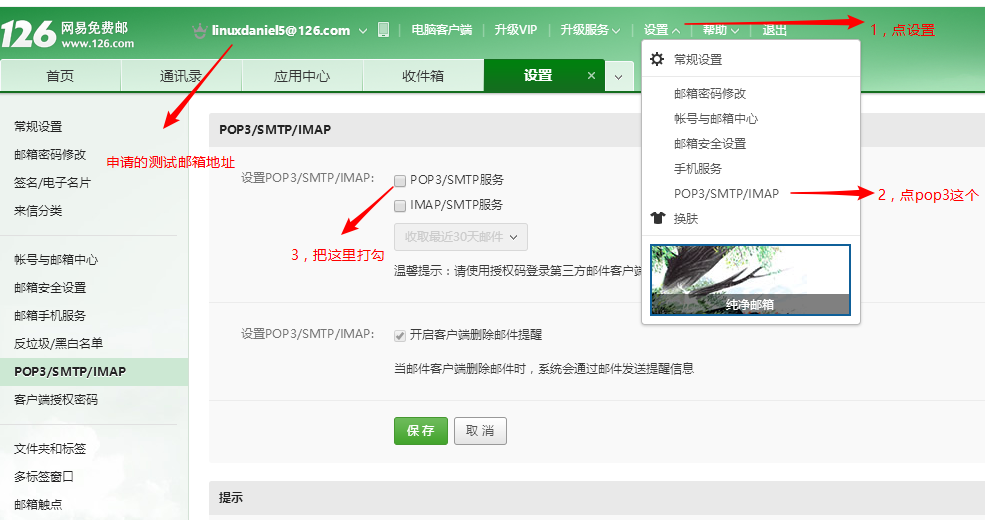 126 网易免费邮
www.126.com
linuxdaniel5@126.com
电脑客户端 升级VIP 升级服务 设置 帮助 退出
1，点设置
首页 通讯录 应用中心 收件箱 设置 ×
常规设置
邮箱密码修改
帐号与邮箱中心
邮箱安全设置
手机服务
POP3/SMTP/IMAP
换肤
纯净邮箱
2，点pop3这个
常规设置
邮箱密码修改
签名/电子名片
来信分类
帐号与邮箱中心
邮箱安全设置
邮箱手机服务
反垃圾/黑白名单
POP3/SMTP/IMAP
客户端授权密码
文件夹和标签
多标签窗口
邮箱触点
申请的测试邮箱地址
POP3/SMTP/IMAP
设置POP3/SMTP/IMAP: POP3/SMTP服务
IMAP/SMTP服务
收取最近30天邮件
3，把这里打勾
温馨提示：请使用授权码登录第三方邮件客户端
设置POP3/SMTP/IMAP: 开启客户端删除邮件提醒
当邮件客户端删除邮件时，系统会通过邮件发送提醒信息
保存 取消
提示